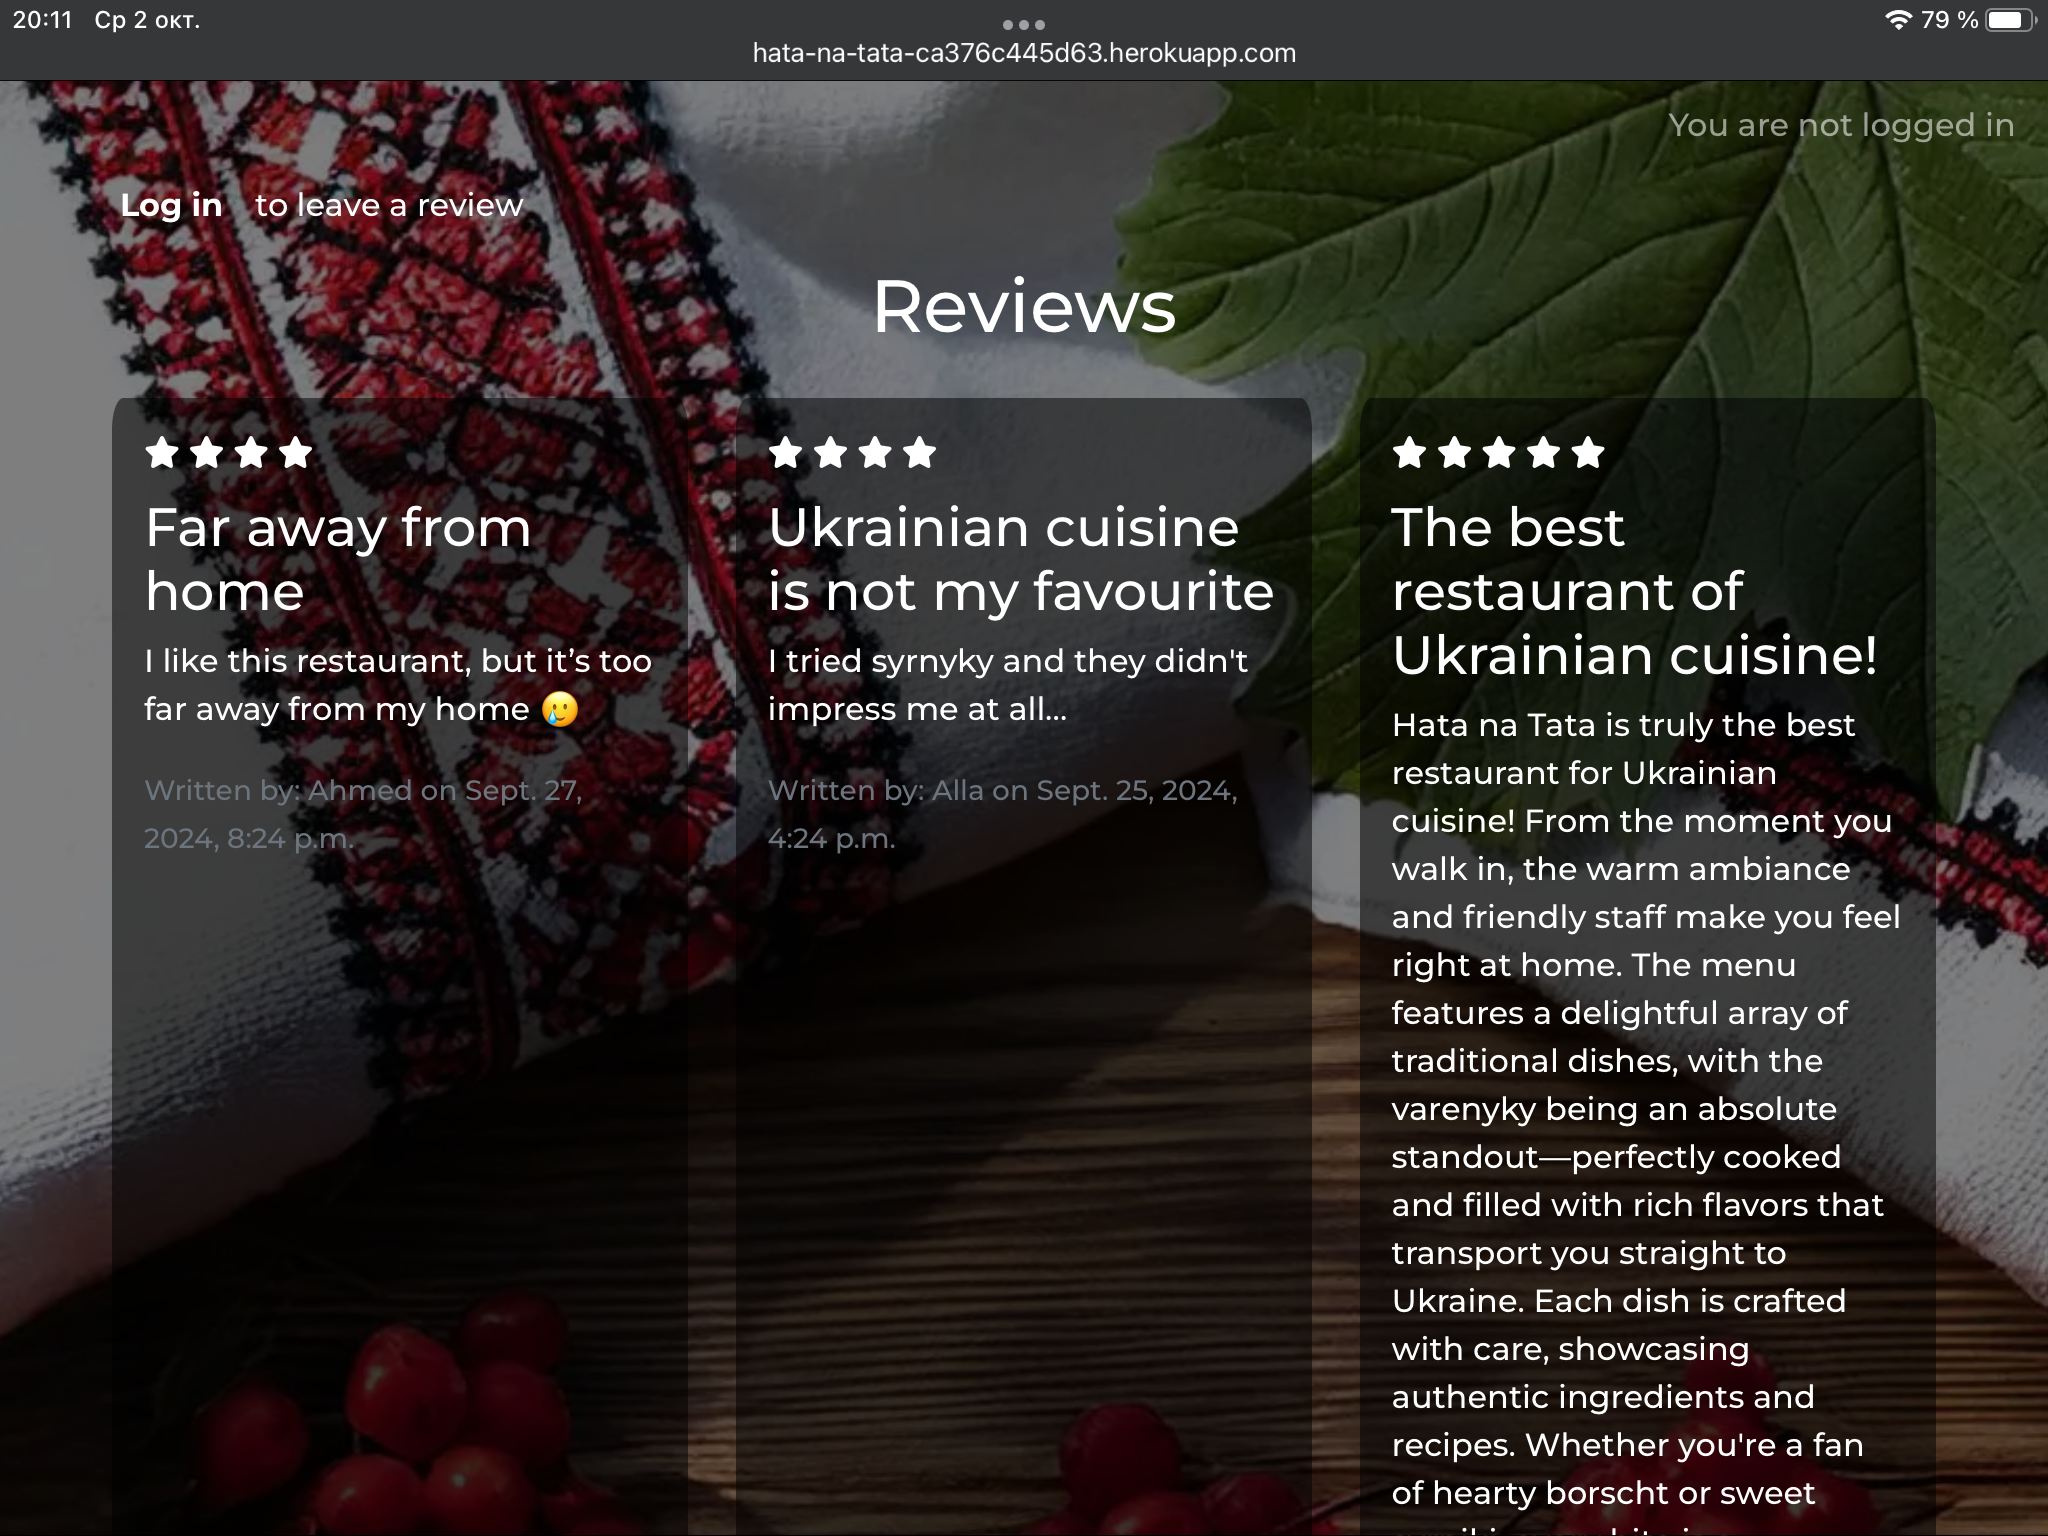 20:11 Ср 2 окт.
79 %
hata-na-tata-ca376c445d63.herokuapp.com
You are not logged in
Log in to leave a review
Reviews
Far away from
home
I like this restaurant, but it’s too
far away from my home 🥲
Written by: Ahmed on Sept. 27,
2024, 8:24 p.m.
Ukrainian cuisine
is not my favourite
I tried syrnyky and they didn't
impress me at all...
Written by: Alla on Sept. 25, 2024,
4:24 p.m.
The best
restaurant of
Ukrainian cuisine!
Hata na Tata is truly the best
restaurant for Ukrainian
cuisine! From the moment you
walk in, the warm ambiance
and friendly staff make you feel
right at home. The menu
features a delightful array of
traditional dishes, with the
varenyky being an absolute
standout—perfectly cooked
and filled with rich flavors that
transport you straight to
Ukraine. Each dish is crafted
with care, showcasing
authentic ingredients and
recipes. Whether you're a fan
of hearty borscht or sweet